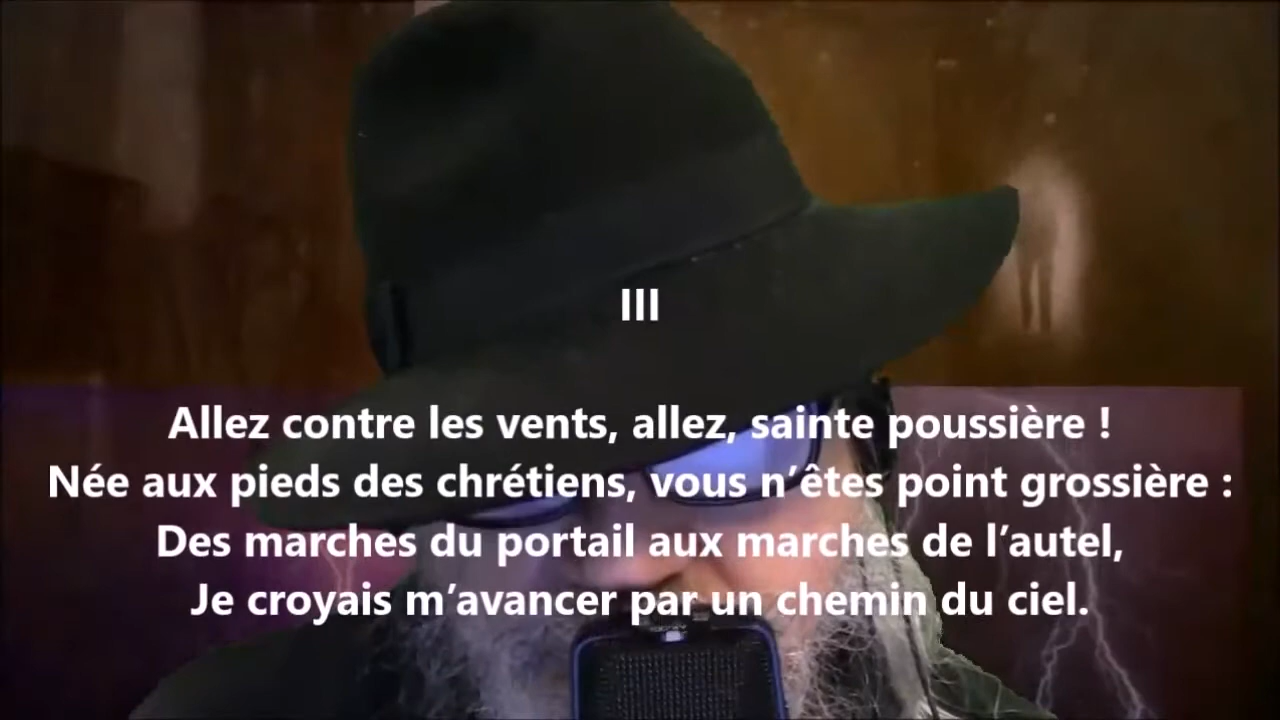 III
Allez contre les vents, allez, sainte poussière !
Née aux pieds des chrétiens, vous n’êtes point grossière :
Des marches du portail aux marches de l’autel,
Je croyais m’avancer par un chemin du ciel.